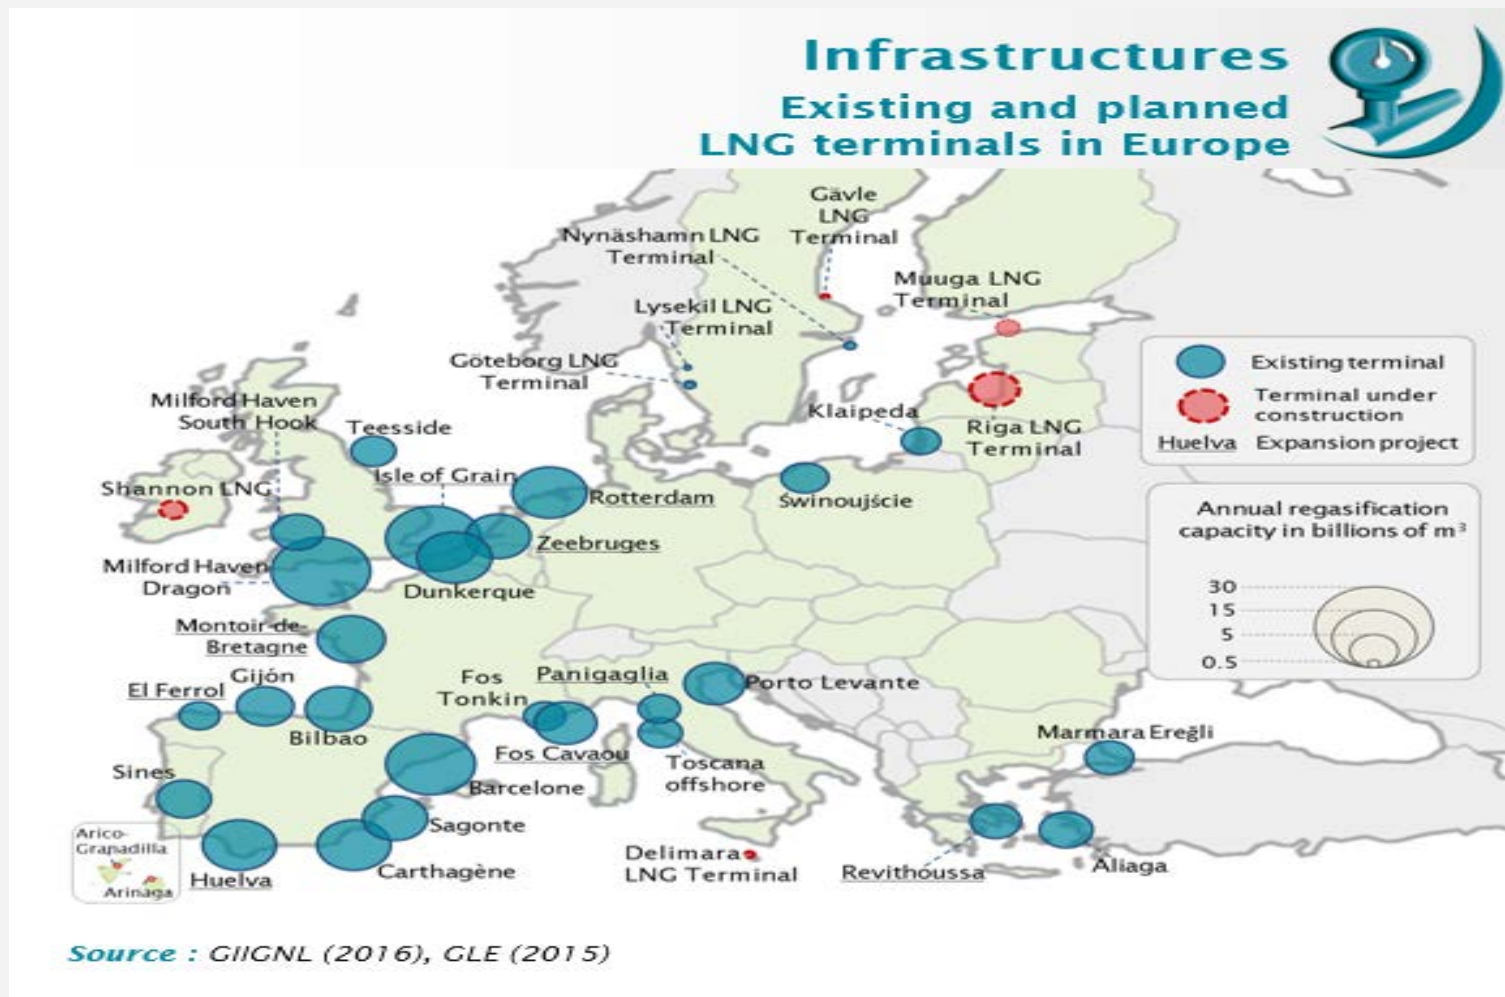 Infrastructures
Existing and planned
LNG terminals in Europe
Gävle
LNG
Terminal
Nynäshamn LNG
Terminal
Muuga LNG
Terminal
Lysekil LNG
Terminal
Göteborg LNG
Terminal
Existing terminal
Terminal under
construction
Huelva Expansion project
Milford Haven
South Hook
Teesside
Klaipeda
Riga LNG
Terminal
Isle of Grain
Shannon LNG
Rotterdam
Świnoujście
Annual regasification
capacity in billions of m³
30
15
5
0.5
Zeebruges
Milford Haven
Dragon
Dunkerque
Montoir-de-
Bretagne
El Ferrol
Gijón
Bilbao
Fos
Tonkin
Panigaglia
Porto Levante
Fos Cavaou
Toscana
offshore
Marmara Ereğli
Sines
Barcelone
Sagonte
Carthagène
Huelva
Arico-
Granadilla
Arinaga
Delimara
LNG Terminal
Revithoussa
Aliaga
Source : GIIGNL (2016), GLE (2015)